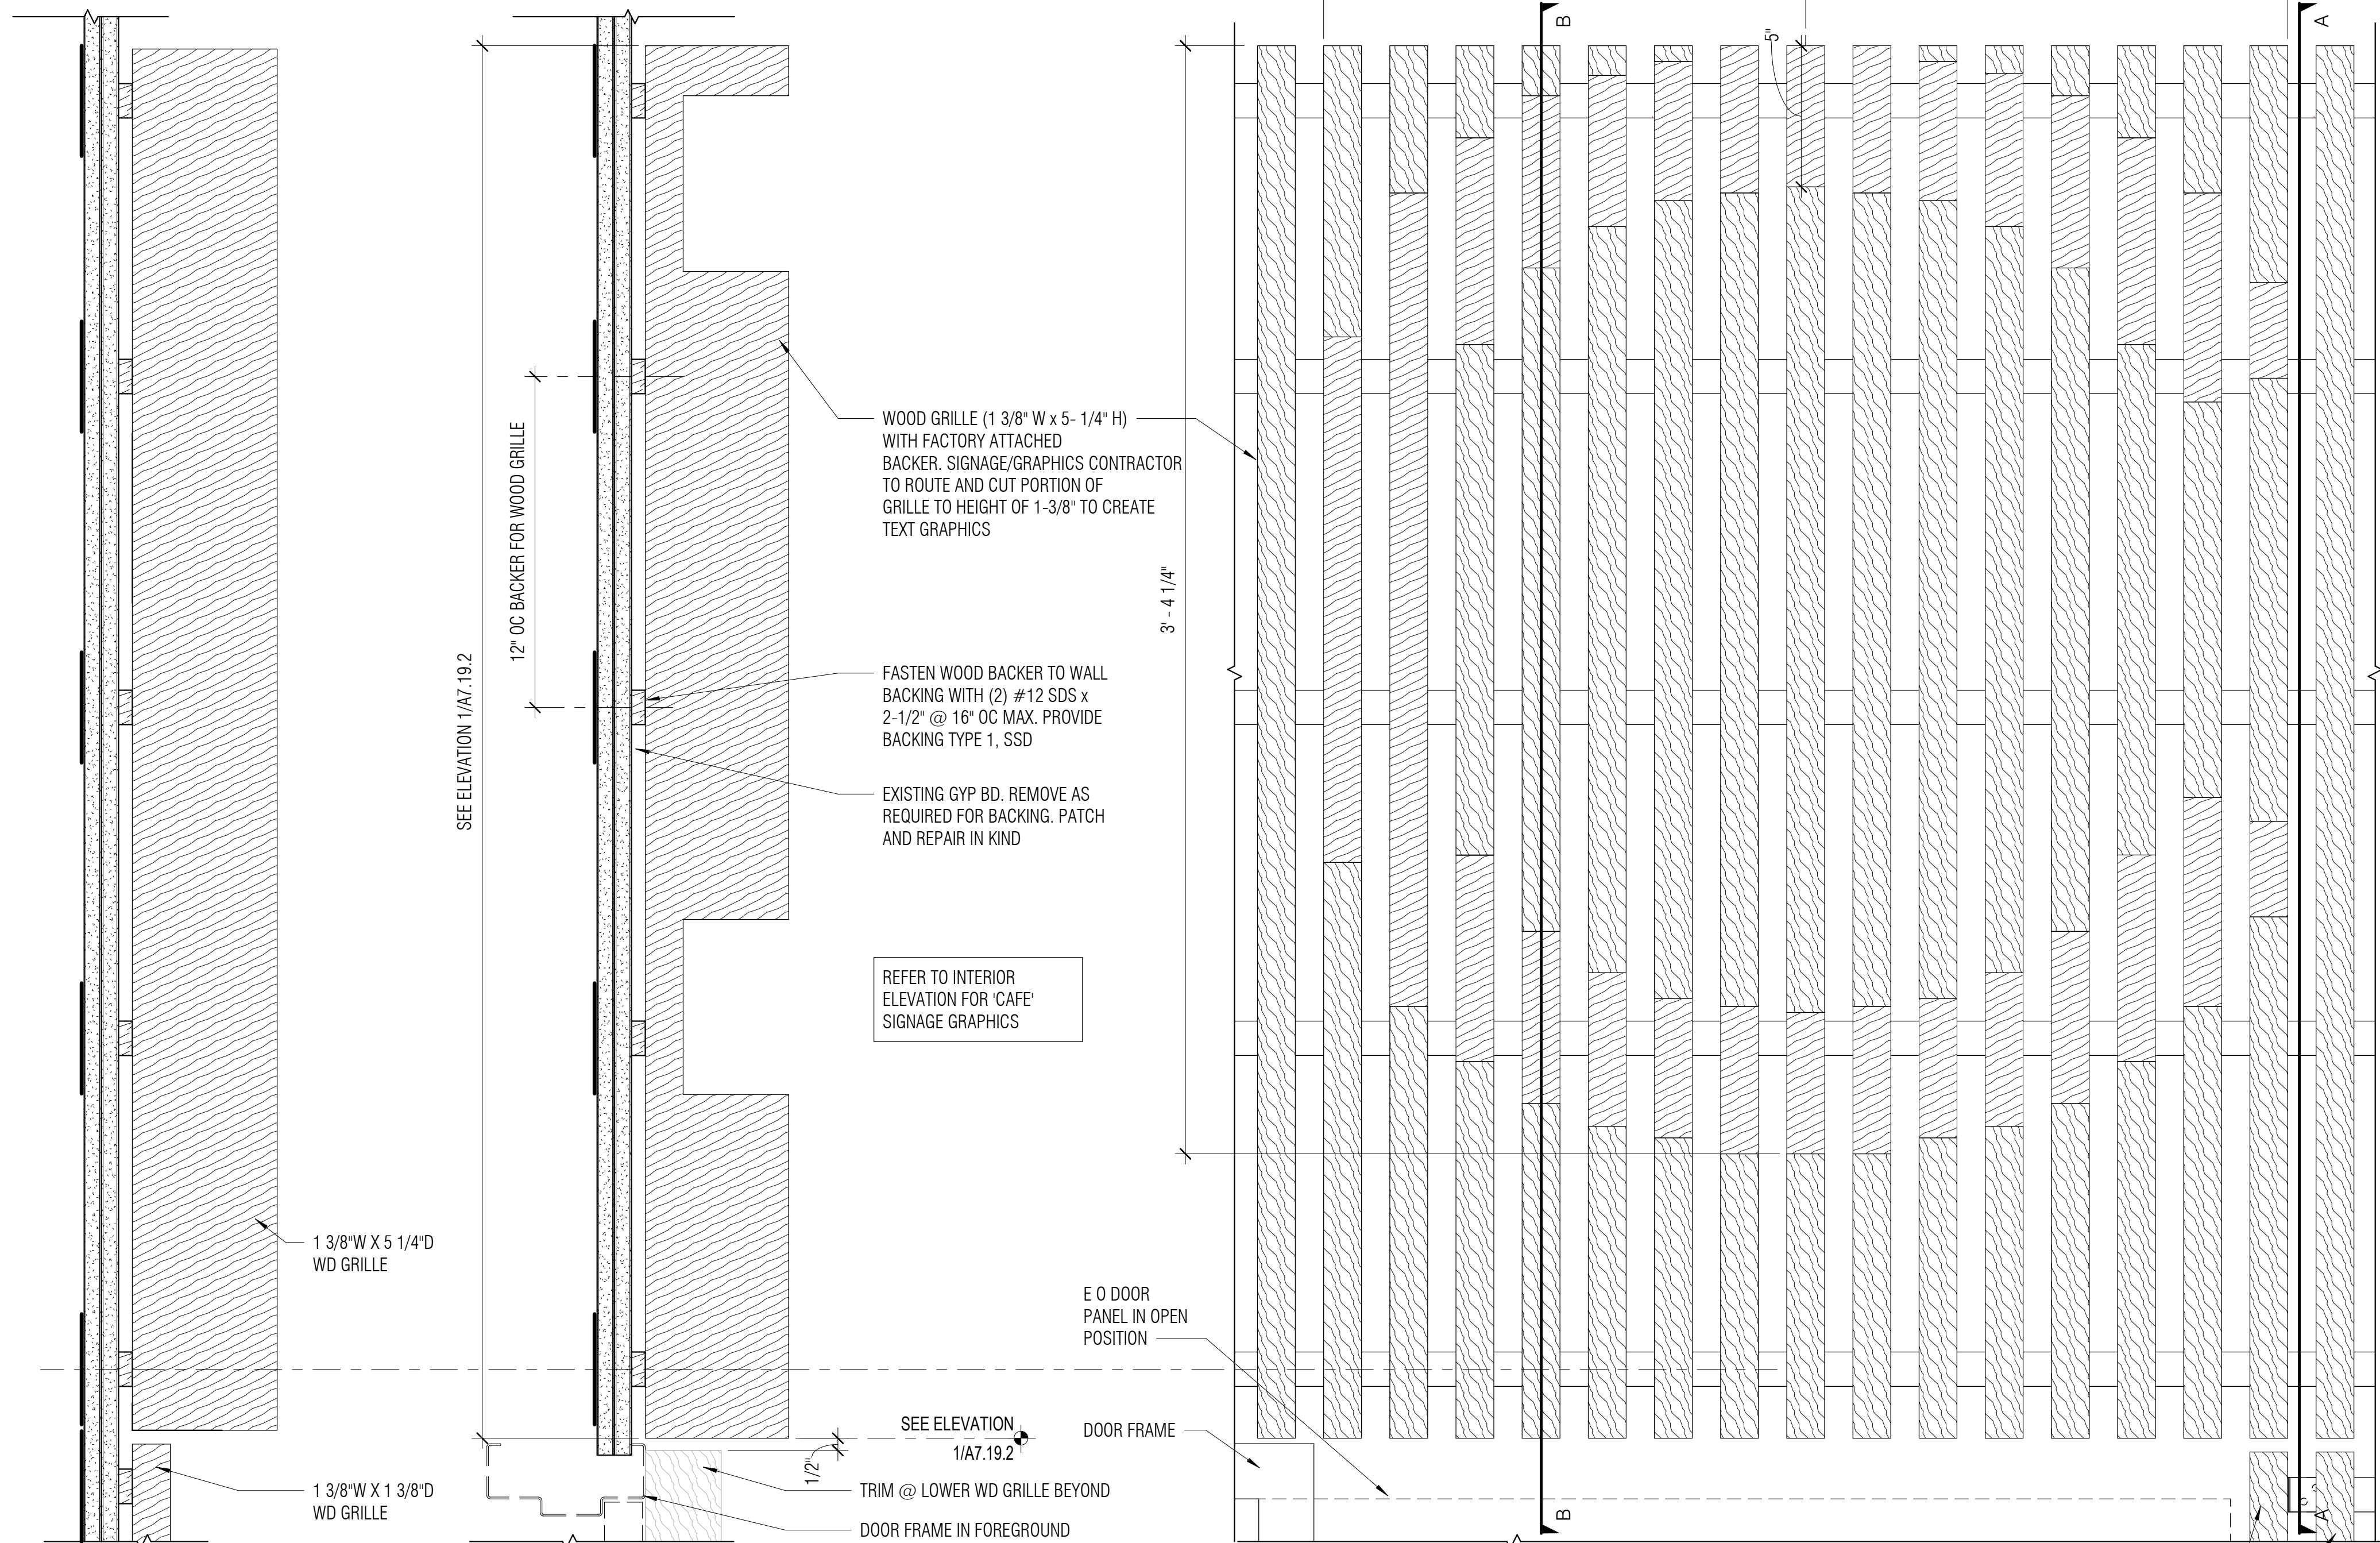 SEE ELEVATION 1/A7.19.2
12" OC BACKER FOR WOOD GRILLE
WOOD GRILLE (1 3/8" W x 5- 1/4" H)
WITH FACTORY ATTACHED
BACKER. SIGNAGE/GRAPHICS CONTRACTOR
TO ROUTE AND CUT PORTION OF
GRILLE TO HEIGHT OF 1-3/8" TO CREATE
TEXT GRAPHICS
FASTEN WOOD BACKER TO WALL
BACKING WITH (2) #12 SDS x
2-1/2" @ 16" OC MAX. PROVIDE
BACKING TYPE 1, SSD
EXISTING GYP BD. REMOVE AS
REQUIRED FOR BACKING. PATCH
AND REPAIR IN KIND
REFER TO INTERIOR
ELEVATION FOR 'CAFE'
SIGNAGE GRAPHICS
3' - 4 1/4"
5"
B
A
1 3/8"W X 5 1/4"D
WD GRILLE
1 3/8"W X 1 3/8"D
WD GRILLE
E O DOOR
PANEL IN OPEN
POSITION
DOOR FRAME
SEE ELEVATION
1/A7.19.2
1/2"
TRIM @ LOWER WD GRILLE BEYOND
DOOR FRAME IN FOREGROUND
B
A